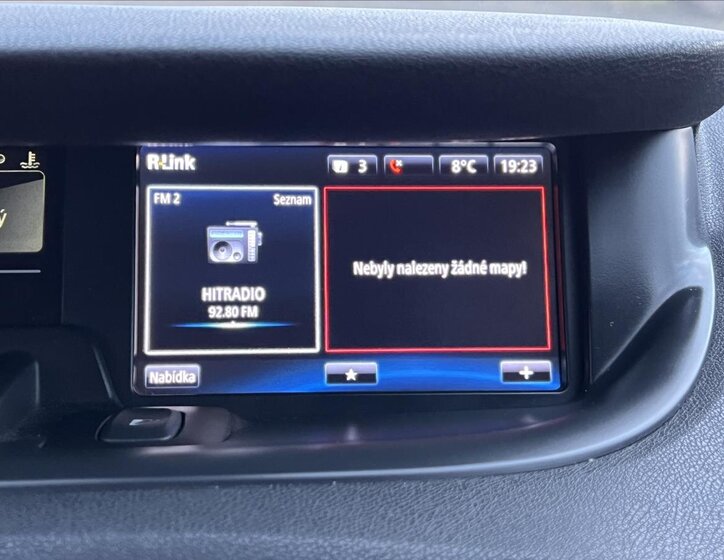 R-Link
3
8°C
19:23
FM 2
Seznam
Nebyly nalezeny žádné mapy!
HITRADIO
92.80 FM
Nabídka